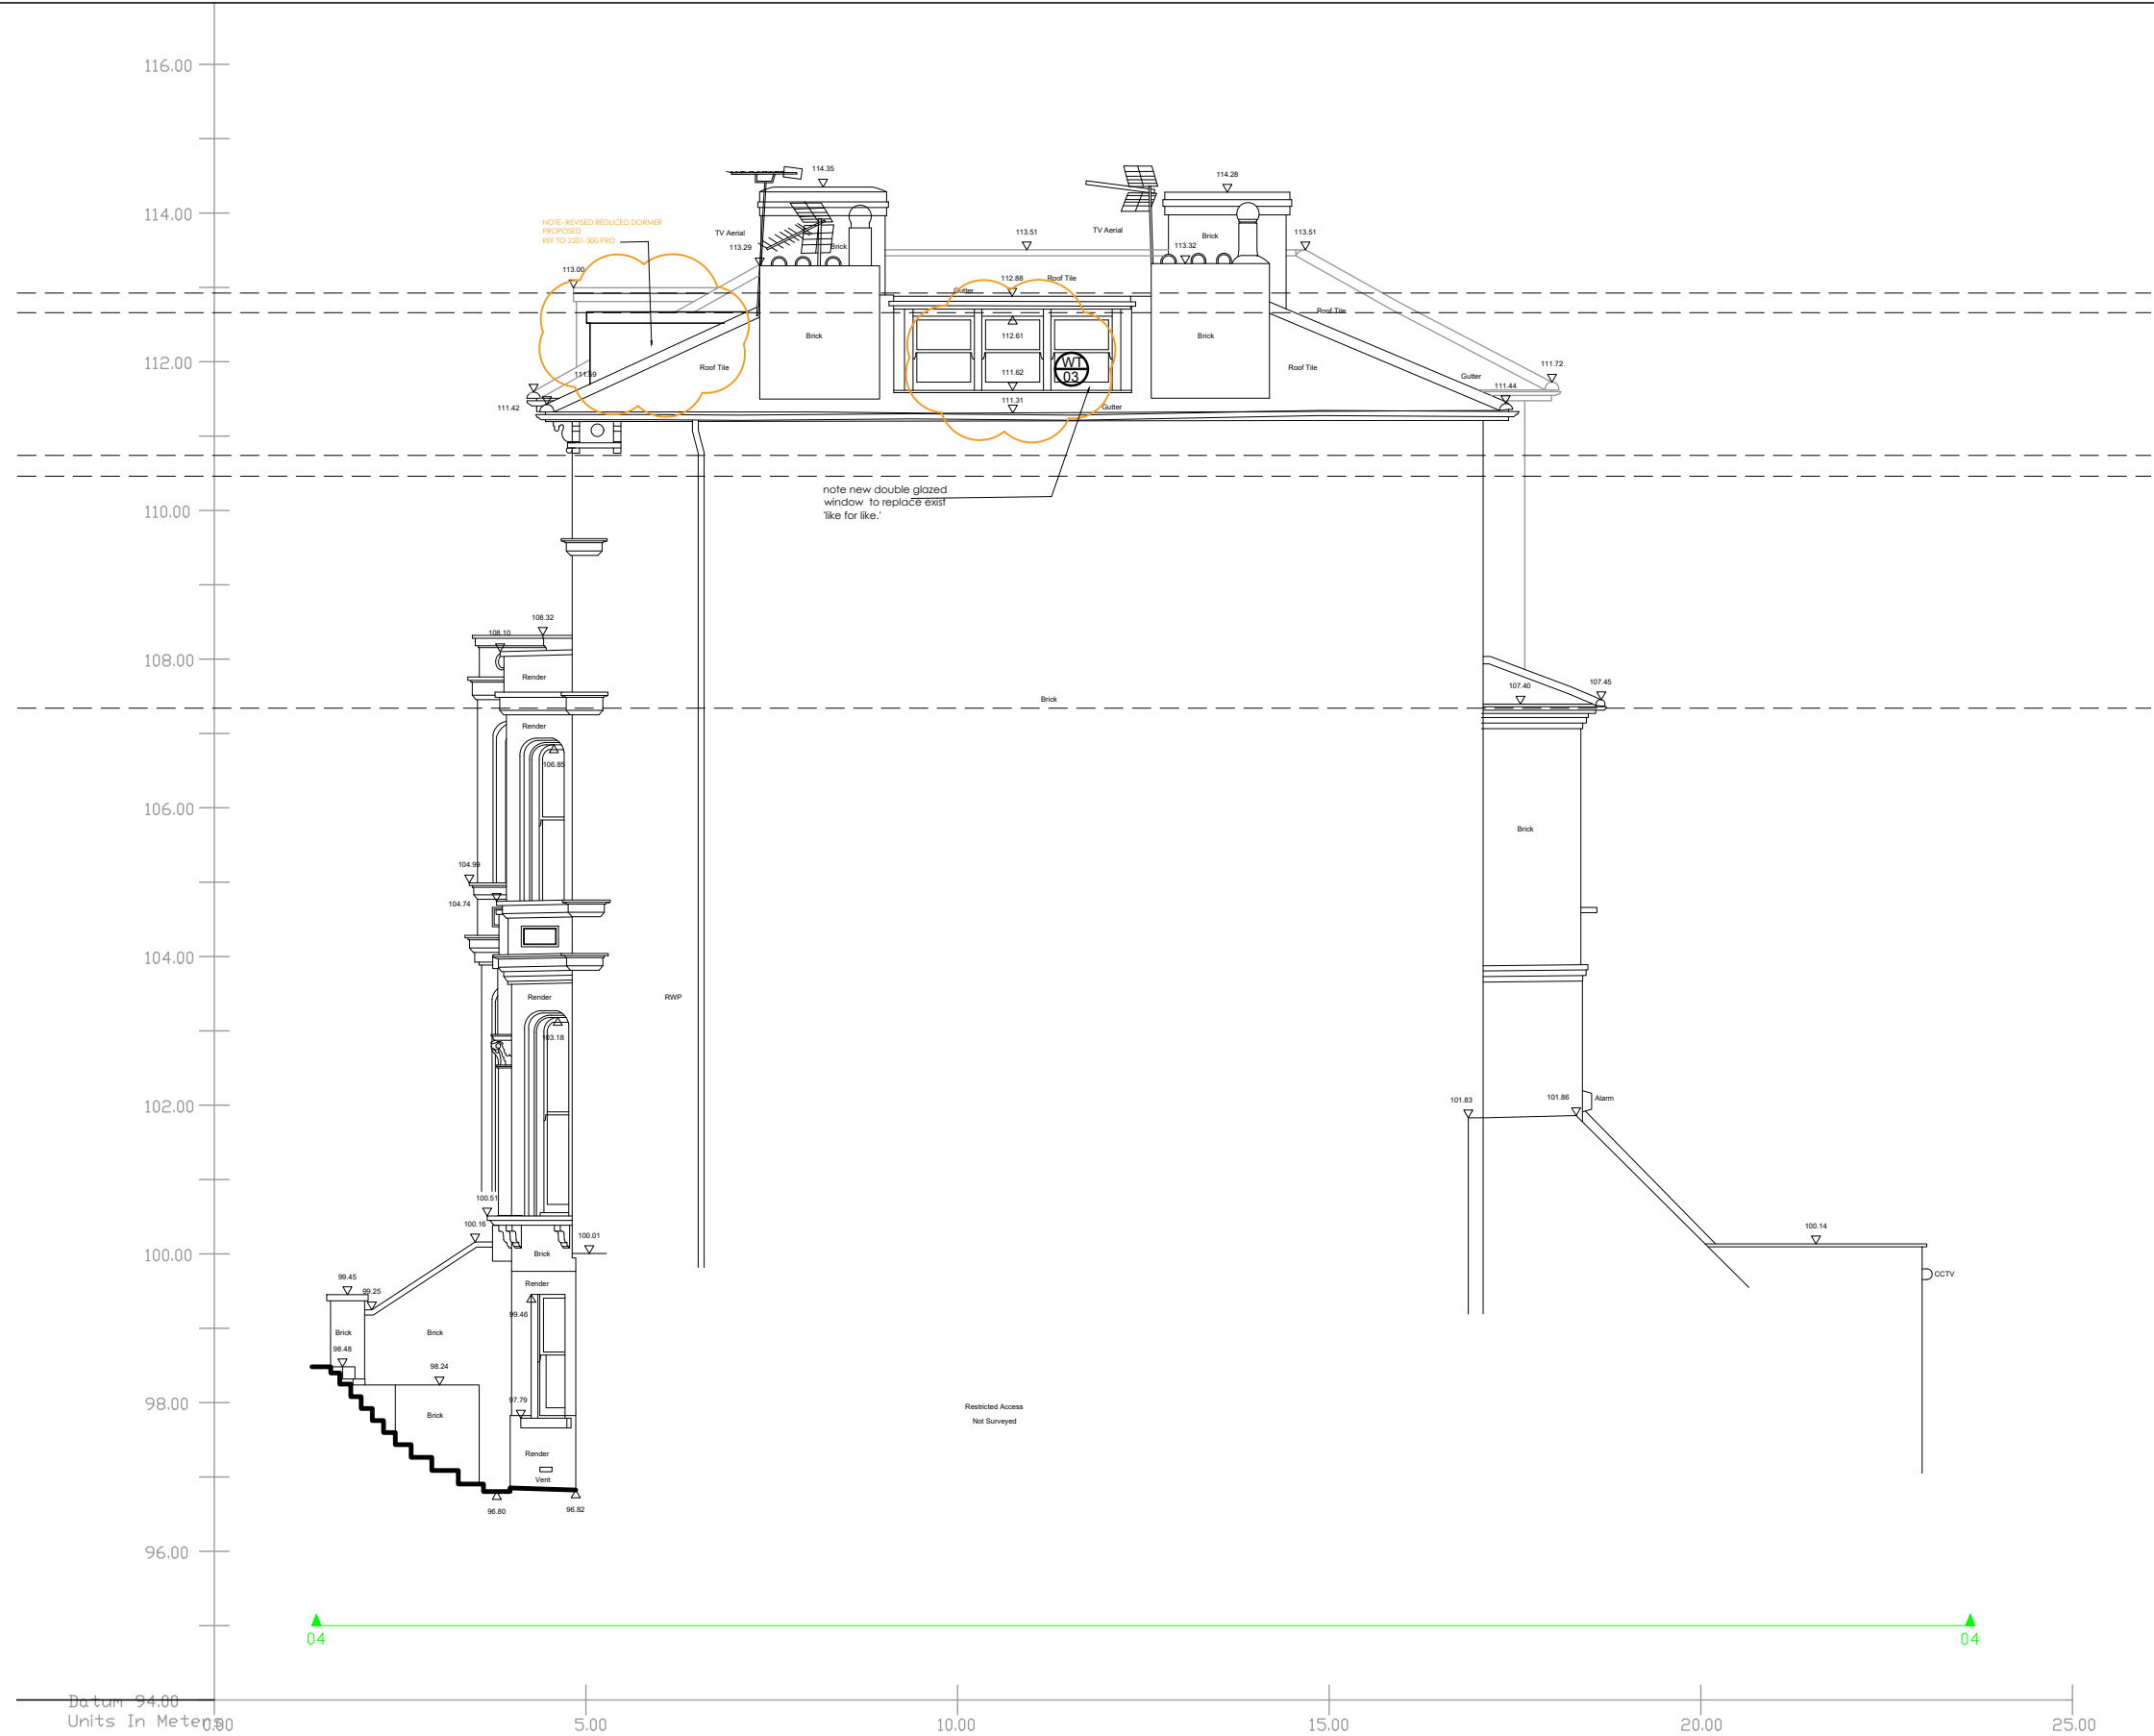 116.00
114.35
114.28
114.00
NOTE- REVISED REDUCED DORMER
PROPOSED
REF TO 2201-300 PRO
TV Aerial
TV Aerial
Brick
113.51
113.51
113.29
Brick
113.32
113.00
112.88
Roof Tile
Gutter
Roof Tile
Brick
112.61
Brick
112.00
Roof Tile
WT
03
Roof Tile
111.72
111.62
Gutter
111.44
111.31
Gutter
111.42
note new double glazed
window to replace exist
'like for like.'
110.00
108.32
108.10
108.00
Render
107.40
107.45
Brick
Render
106.85
106.00
Brick
104.99
104.74
104.00
Render
RWP
103.18
102.00
101.83
101.86
Alarm
100.51
100.16
100.01
100.14
100.00
Brick
CCTV
99.45
99.25
Render
99.46
Brick
Brick
98.48
98.24
98.00
97.79
Brick
Restricted Access
Not Surveyed
Render
Vent
96.80
96.82
96.00
04
04
Datum 94.00
Units In Meters
0.00
5.00
10.00
15.00
20.00
25.00